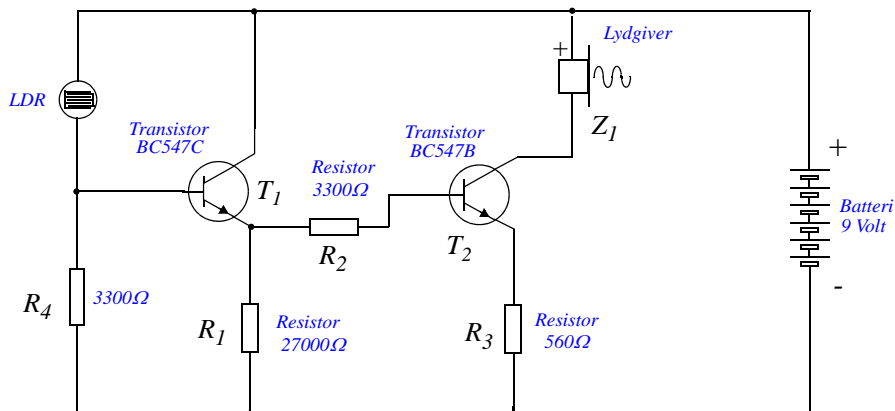 Lydgiver
+
Z1
LDR
Transistor
BC547C
T1
Resistor
3300Ω
R2
Transistor
BC547B
T2
+
Batteri
9 Volt
-
R4
3300Ω
R1
Resistor
27000Ω
R3
Resistor
560Ω